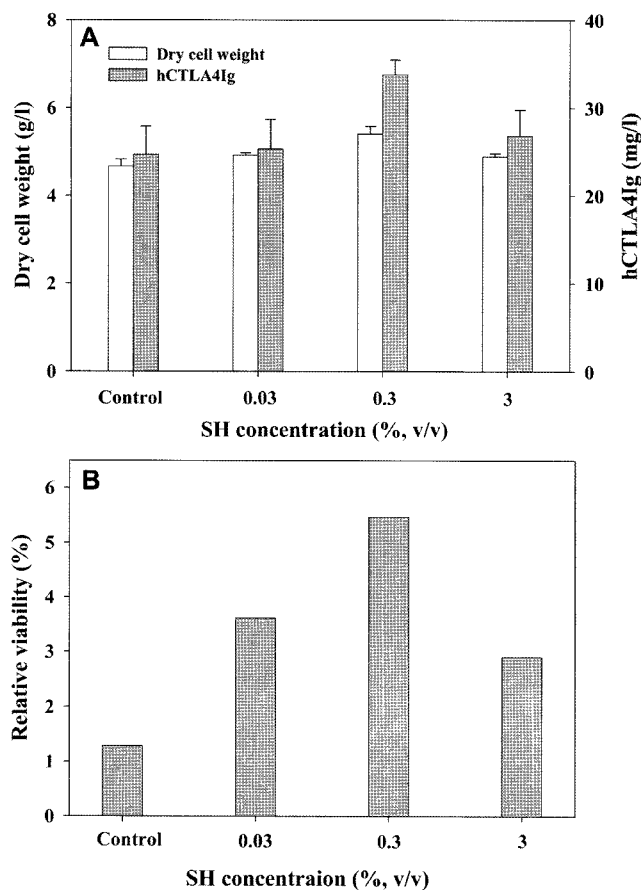 A
Dry cell weight
hCTLA4Ig
8
6
4
2
0
Dry cell weight (g/l)
40
30
20
10
0
hCTLA4Ig (mg/l)
Control 0.03 0.3 3
SH concentration (%, v/v)
B
6
5
4
3
2
1
0
Relative viability (%)
Control 0.03 0.3 3
SH concentraion (%, v/v)